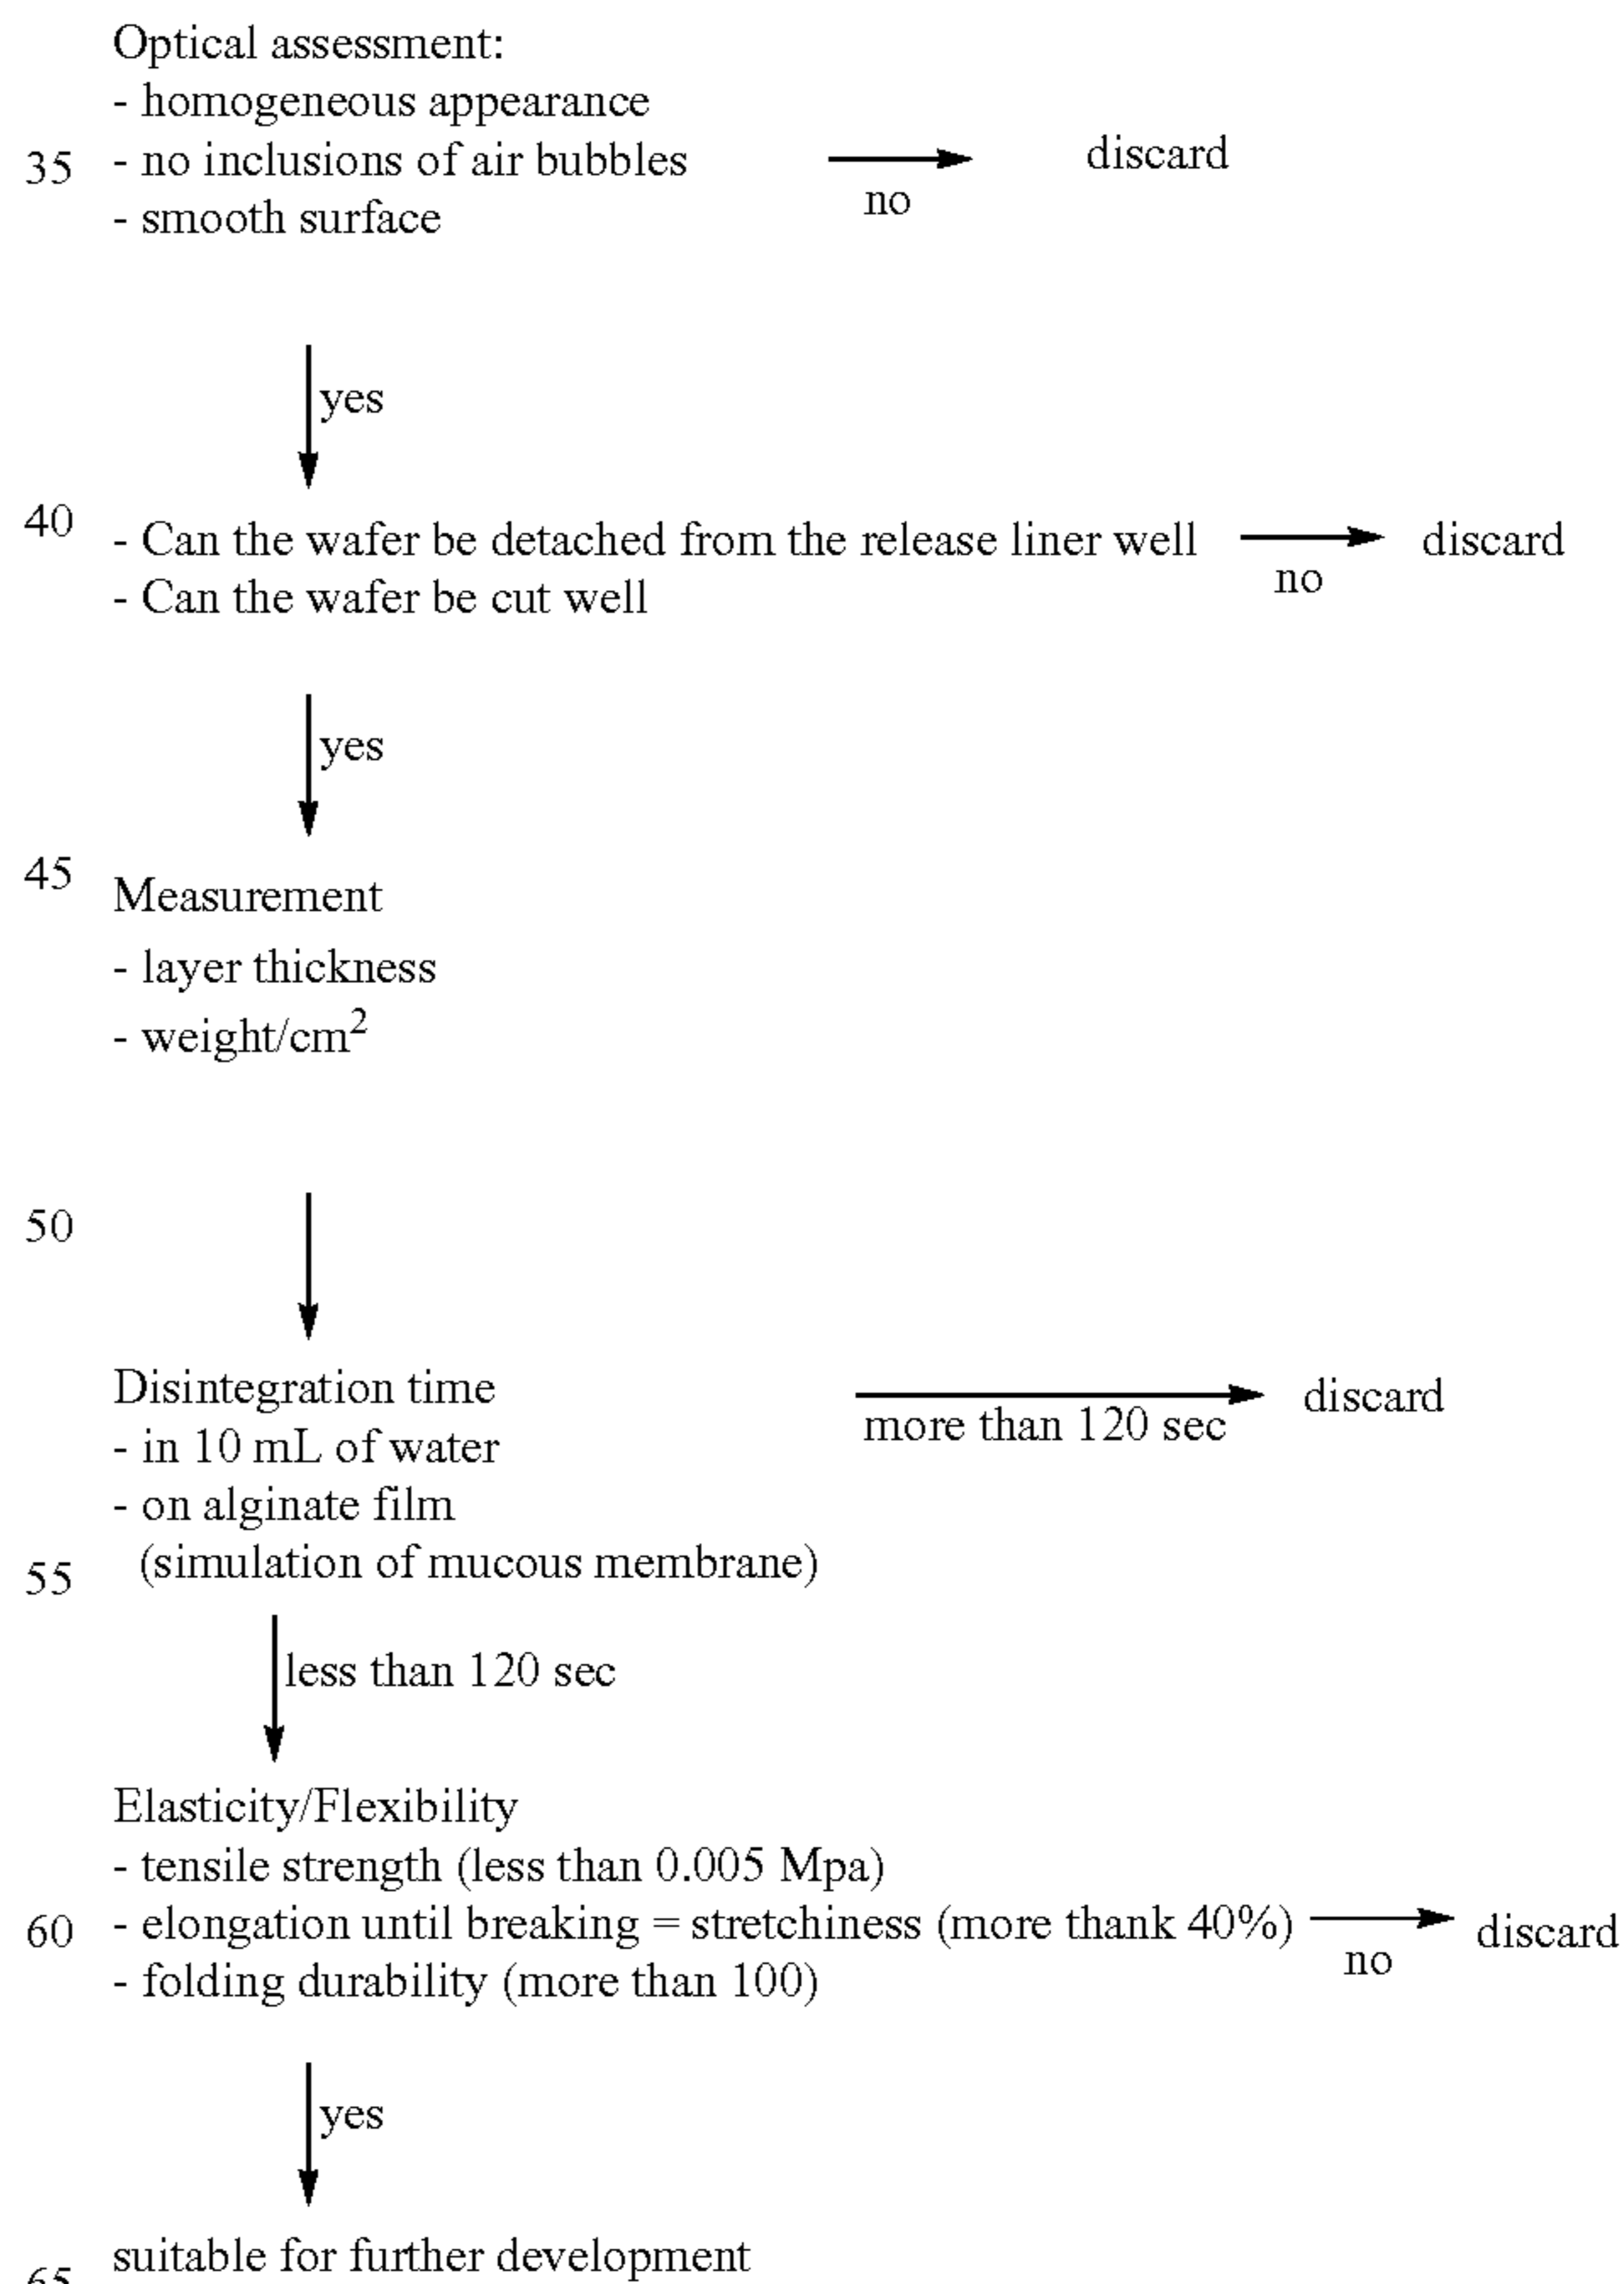 Optical assessment:
- homogeneous appearance
35 - no inclusions of air bubbles
no
discard
- smooth surface
yes
40 - Can the wafer be detached from the release liner well
no
discard
- Can the wafer be cut well
yes
45 Measurement
- layer thickness
- weight/cm²
50
Disintegration time
more than 120 sec
discard
- in 10 mL of water
- on alginate film
55 (simulation of mucous membrane)
less than 120 sec
Elasticity/Flexibility
- tensile strength (less than 0.005 Mpa)
60 - elongation until breaking = stretchiness (more thank 40%)
no
discard
- folding durability (more than 100)
yes
65 suitable for further development